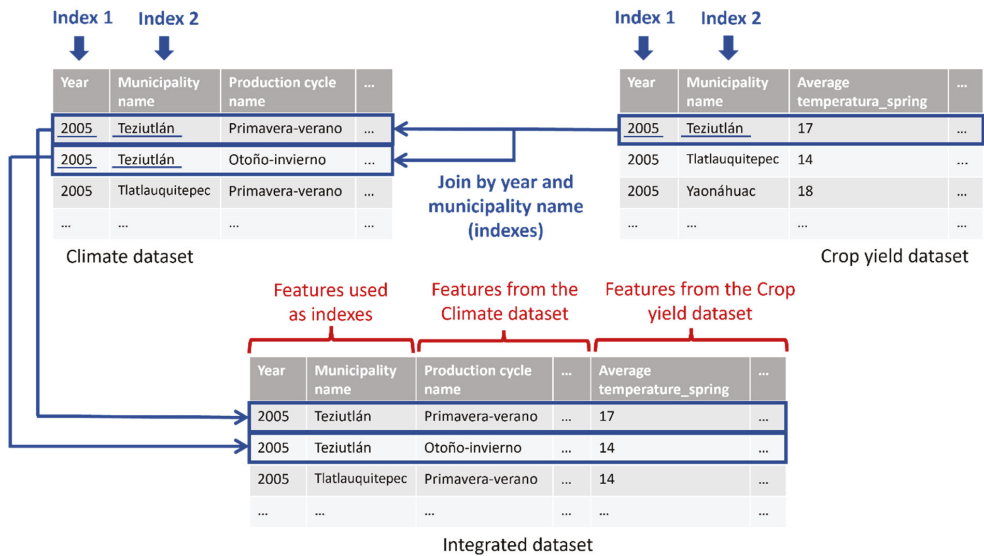 Index 1 Index 2
Year Municipality name Production cycle name ...
2005 Teziutlán Primavera-verano ...
2005 Teziutlán Otoño-invierno ...
2005 Tlatlauquitepec Primavera-verano ...
... ... ... ...
Climate dataset
Join by year and
municipality name
(indexes)
Index 1 Index 2
Year Municipality name Average temperatura_spring ...
2005 Teziutlán 17 ...
2005 Tlatlauquitepec 14 ...
2005 Yaonáhuac 18 ...
... ... ... ...
Crop yield dataset
Features used
as indexes
Features from the
Climate dataset
Features from the Crop
yield dataset
Year Municipality name Production cycle name ... Average temperature_spring ...
2005 Teziutlán Primavera-verano ... 17 ...
2005 Teziutlán Otoño-invierno ... 14 ...
2005 Tlatlauquitepec Primavera-verano ... 14 ...
... ... ... ... ... ...
Integrated dataset